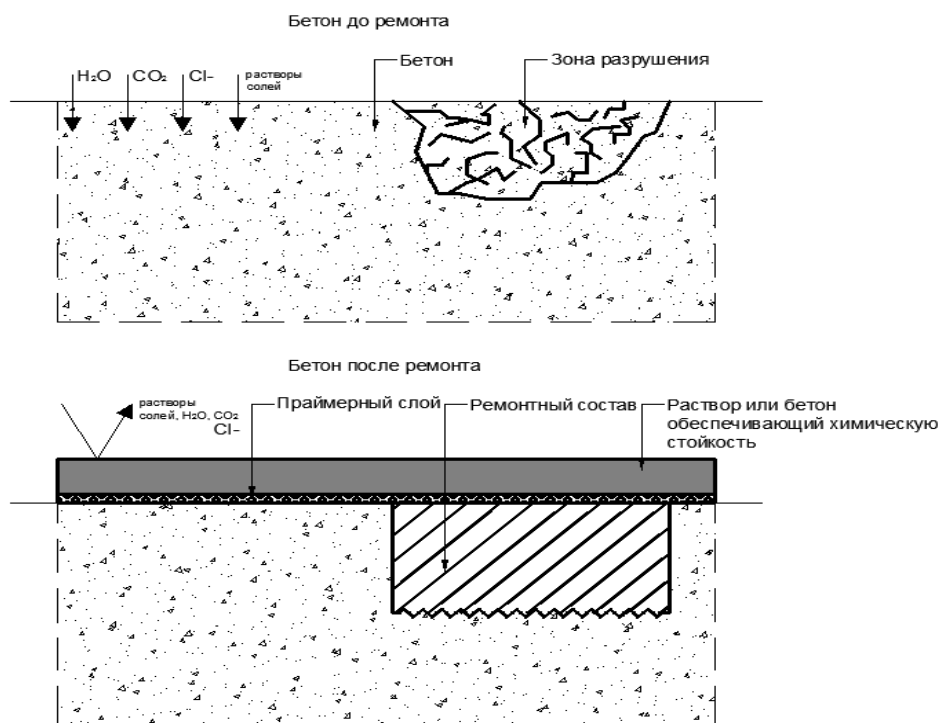 Бетон до ремонта
H₂O CO₂ Cl- растворы
солей
Бетон
Зона разрушения
Бетон после ремонта
растворы
солей, H₂O, CO₂
Cl-
Праймерный слой
Ремонтный состав
Раствор или бетон
обеспечивающий химическую
стойкость